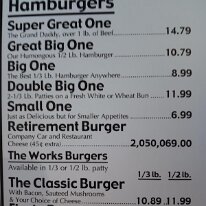 Hamburgers
Super Great One
The Grand Daddy, over 1 lb. of Beef 14.79
Great Big One
Our Humongous 1/2 Lb. Hamburger 10.79
Big One
The Best 1/3 Lb. Hamburger Anywhere 8.99
Double Big One
2-1/3 Lb. Patties on a Fresh White or Wheat Bun 11.99
Small One
Just as Delicious but for Smaller Appetites 6.99
Retirement Burger
Company Car and Restaurant
Cheese (45¢ extra) 2,050,069.00
The Works Burgers
Available in 1/3 or 1/2 lb. patty
1/3 lb. 1/2 lb.
The Classic Burger
With Bacon, Sauteed Mushrooms
& Your Choice of Cheese 10.89 11.99